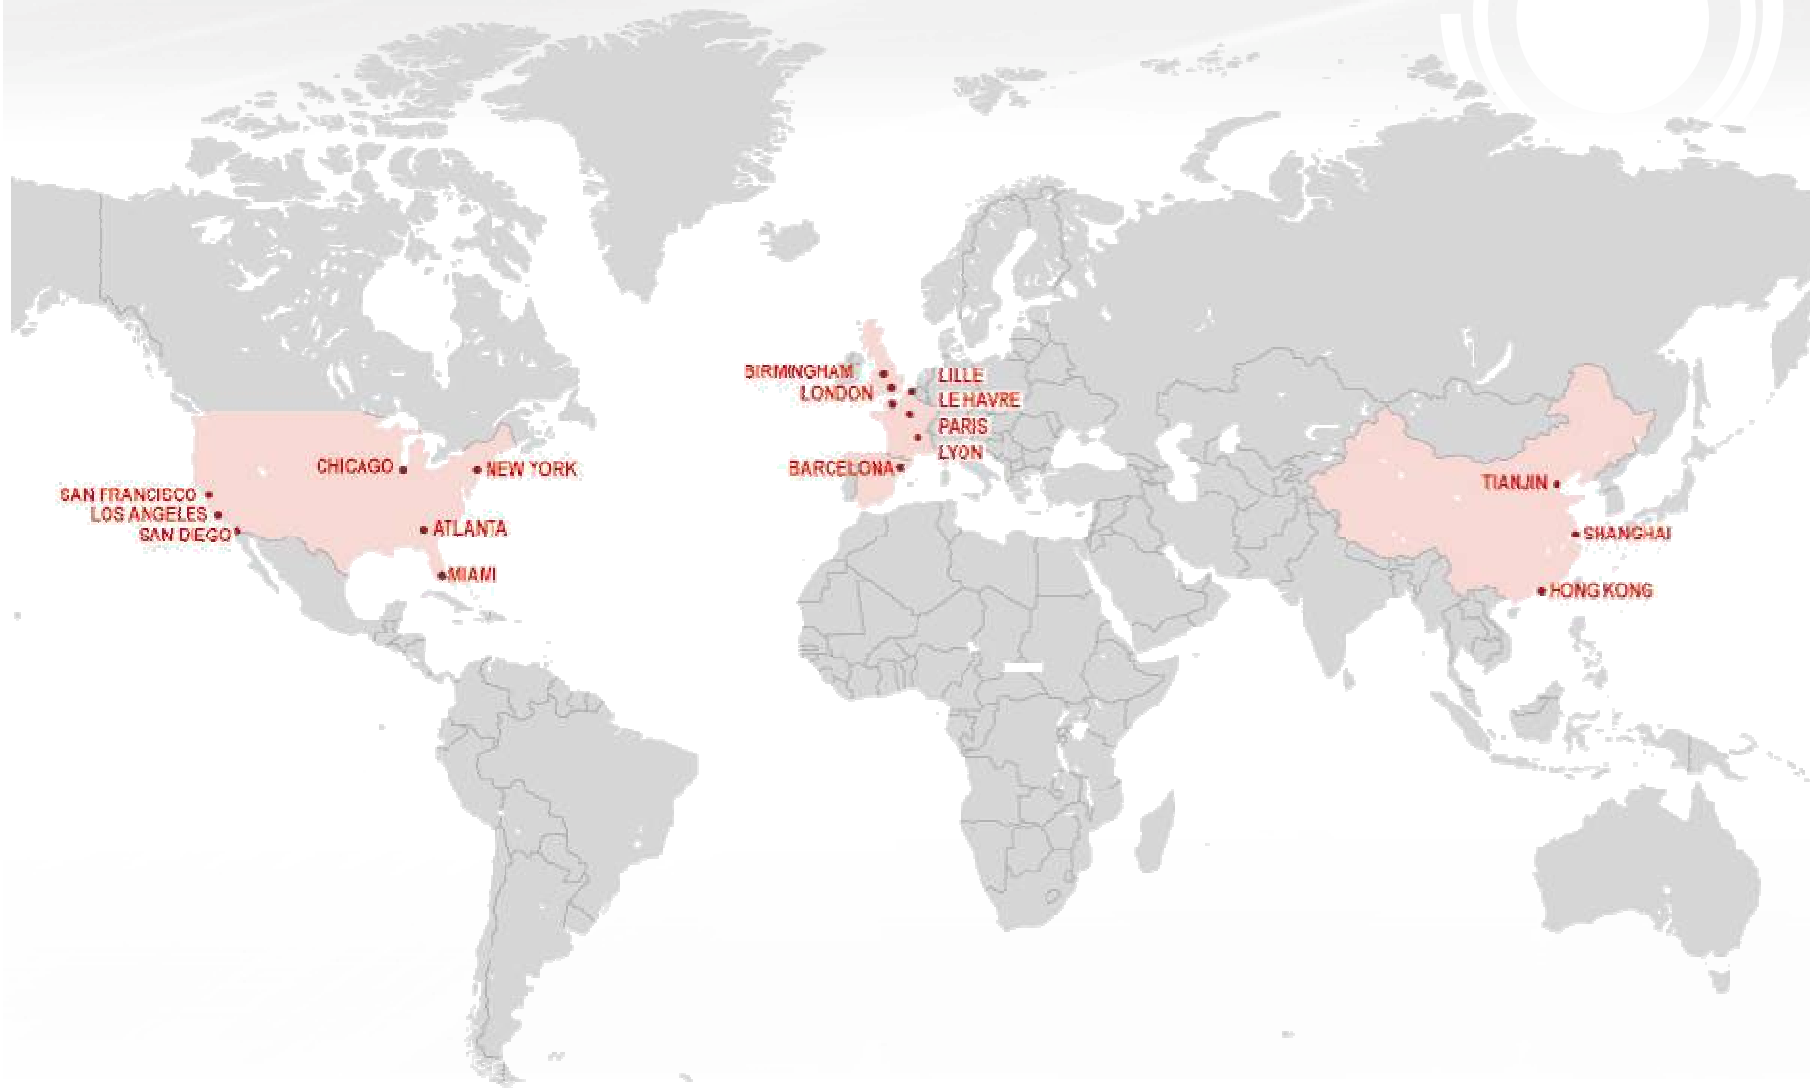 BIRMINGHAM
LONDON
LILLE
LE HAVRE
PARIS
LYON
BARCELONA
CHICAGO
NEW YORK
SAN FRANCISCO
LOS ANGELES
SAN DIEGO
ATLANTA
MIAMI
TIANJIN
SHANGHAI
HONG KONG